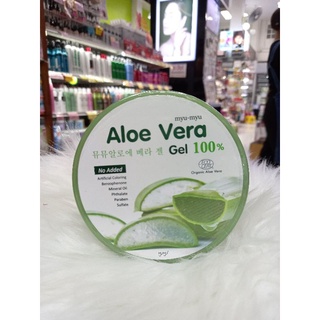 myu-myu
Aloe Vera
뮤뮤알로에 베라 젤 Gel 100%
No Added
Artificial Coloring
Benzophenone
Mineral Oil
Phthalate
Paraben
Sulfate
Organic Aloe Vera